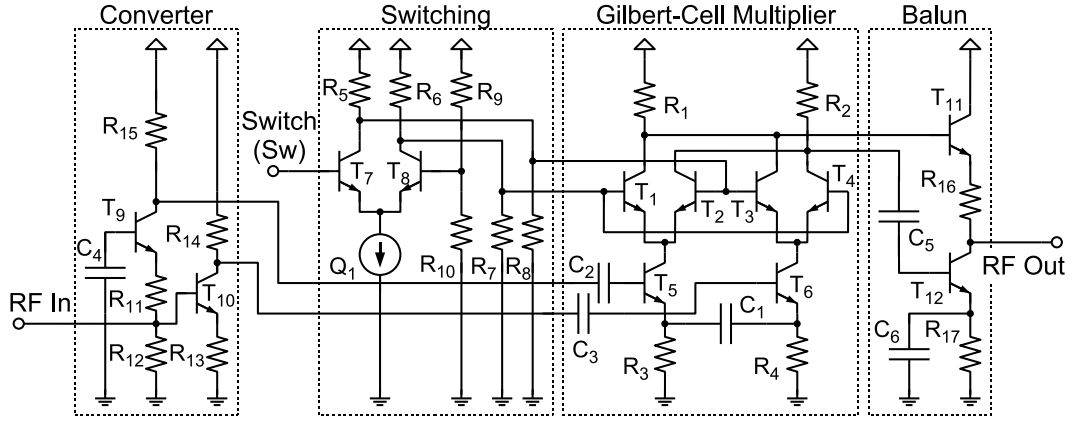 Converter
Switching
Gilbert-Cell Multiplier
Balun
R15
T9
C4
R14
R11
T10
RF In
R12
R13
Switch
(Sw)
R5
R6
R9
T7
T8
Q1
R10
R7
R8
R1
R2
T1
T2
T3
T4
C2
T5
T6
C3
C1
R3
R4
T11
R16
C5
RF Out
T12
C6
R17